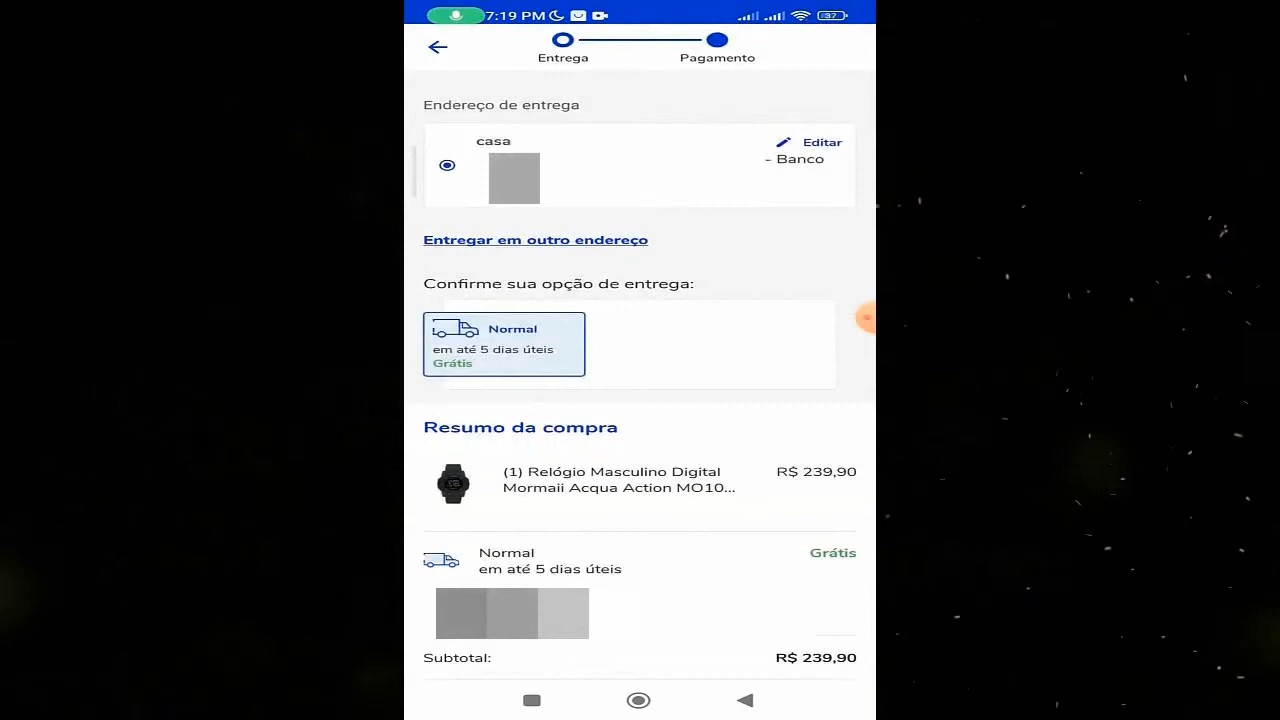 7:19 PM 37
Entrega Pagamento
Endereço de entrega
casa
Editar
- Banco
Entregar em outro endereço
Confirme sua opção de entrega:
Normal
em até 5 dias úteis
Grátis
Resumo da compra
(1) Relógio Masculino Digital R$ 239,90
Mormaii Acqua Action MO10...
Normal Grátis
em até 5 dias úteis
Subtotal: R$ 239,90